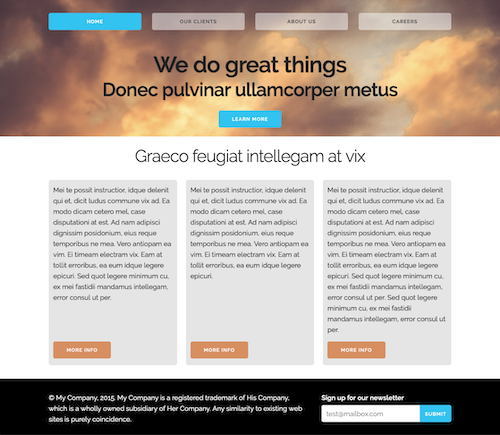 HOME
OUR CLIENTS
ABOUT US
CAREERS
We do great things
Donec pulvinar ullamcorper metus
LEARN MORE
Graeco feugiat intellegam at vix
Mei te possit instructior, idque delenit
qui et, dicit ludus commune vix ad. Ea
modo dicam cetero mel, case
disputationi at est. Ad nam adipisci
dignissim posidonium, eius reque
temporibus ne mea. Vero antiopam ea
vim. Ei timeam electram vix. Eam at
tollit erroribus, ea eum idque legere
epicuri. Sed quot legere minimum cu,
ex mei fastidii mandamus intellegam,
error consul ut per.
MORE INFO
Mei te possit instructior, idque delenit
qui et, dicit ludus commune vix ad. Ea
modo dicam cetero mel, case
disputationi at est. Ad nam adipisci
dignissim posidonium, eius reque
temporibus ne mea. Vero antiopam ea
vim. Ei timeam electram vix. Eam at
tollit erroribus, ea eum idque legere
epicuri.
MORE INFO
Mei te possit instructior, idque delenit
qui et, dicit ludus commune vix ad. Ea
modo dicam cetero mel, case
disputationi at est. Ad nam adipisci
dignissim posidonium, eius reque
temporibus ne mea. Vero antiopam ea
vim. Ei timeam electram vix. Eam at
tollit erroribus, ea eum idque legere
epicuri. Sed quot legere minimum cu,
ex mei fastidii mandamus intellegam,
error consul ut per. Sed quot legere
minimum cu, ex mei fastidii
mandamus intellegam, error consul ut
per.
MORE INFO
© My Company, 2015. My Company is a registered trademark of His Company,
which is a wholly owned subsidiary of Her Company. Any similarity to existing web
sites is purely coincidence.
Sign up for our newsletter
test@mailbox.com
SUBMIT